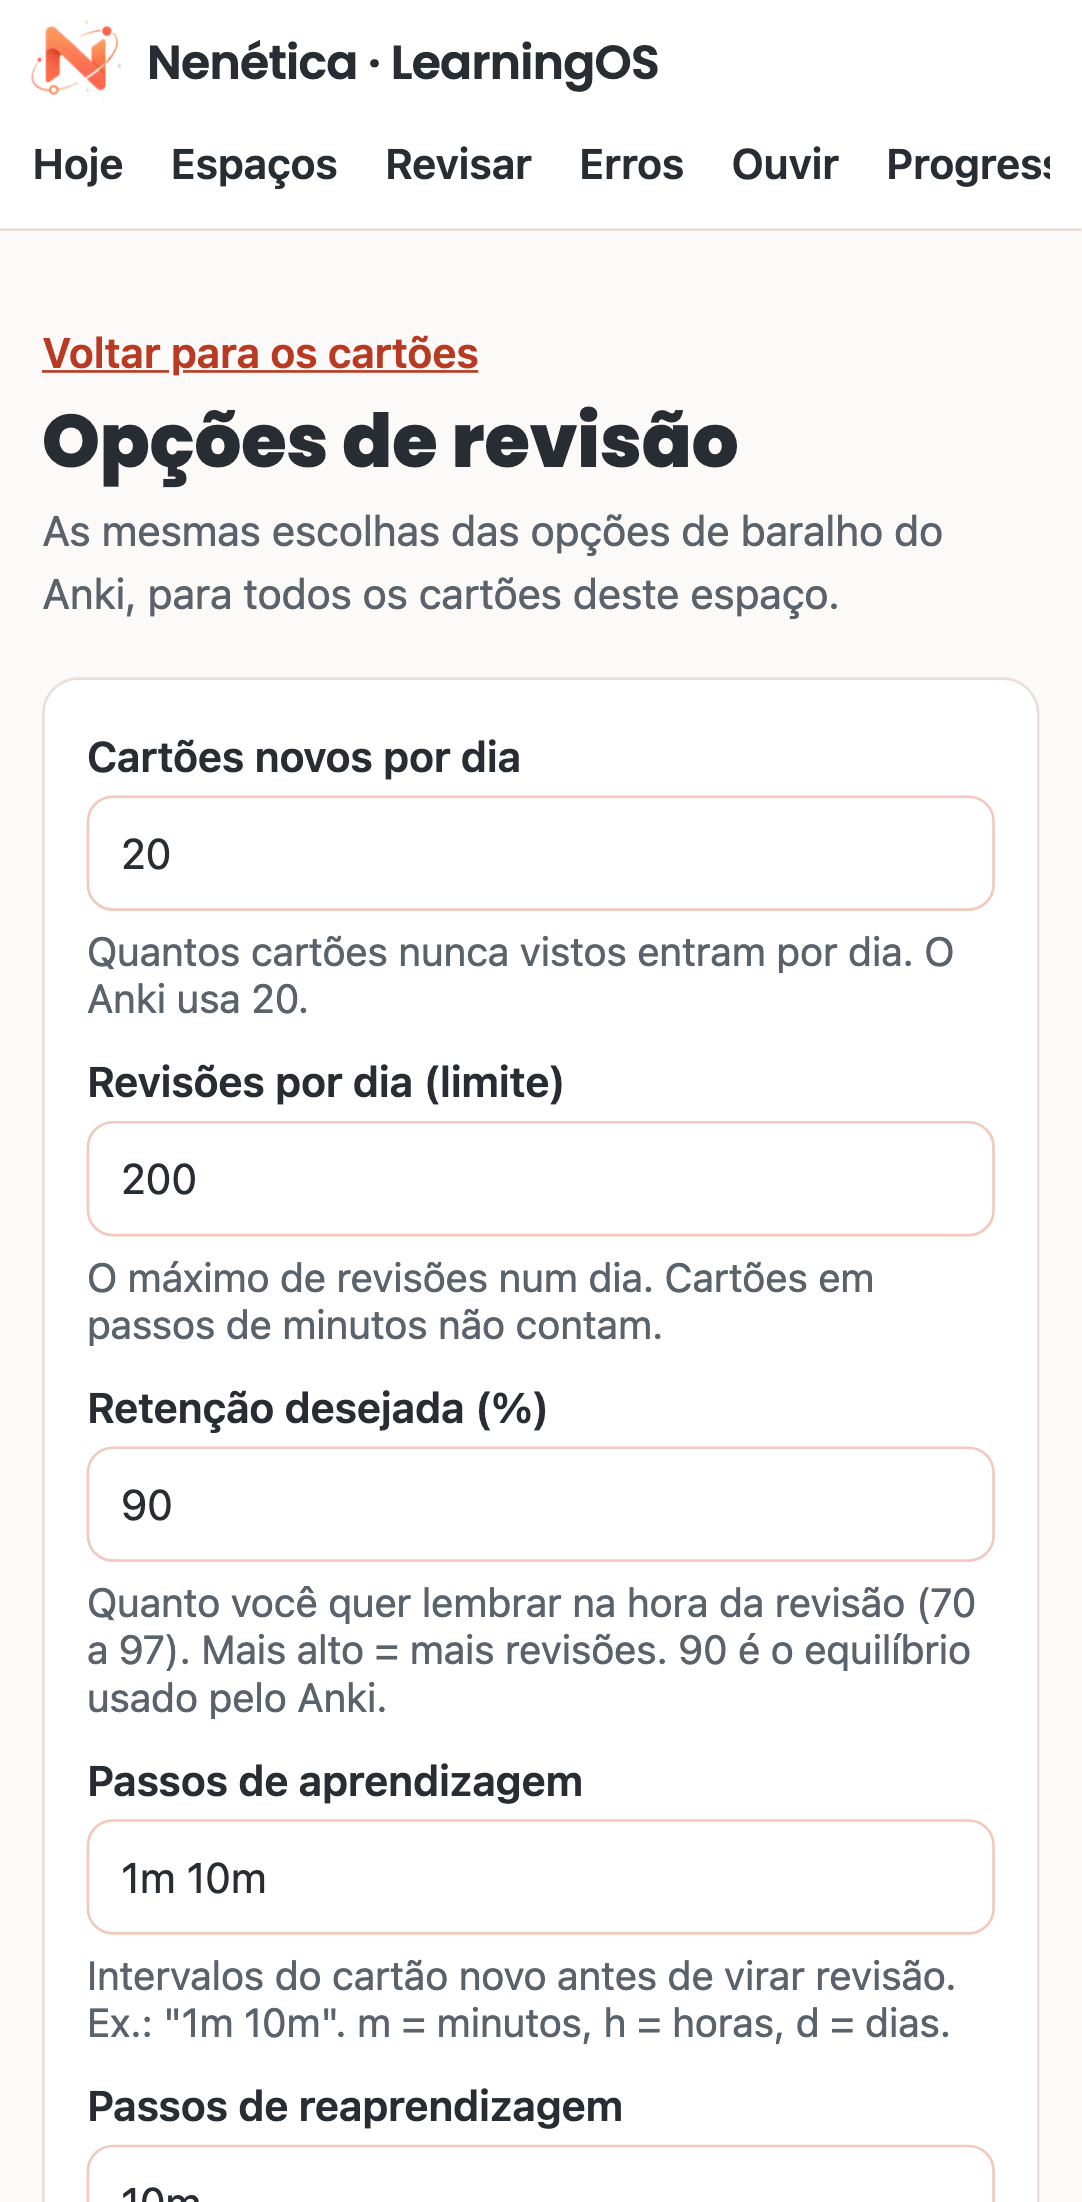 Nenética · LearningOS
Hoje Espaços Revisar Erros Ouvir Progress
Voltar para os cartões
Opções de revisão
As mesmas escolhas das opções de baralho do
Anki, para todos os cartões deste espaço.
Cartões novos por dia
20
Quantos cartões nunca vistos entram por dia. O
Anki usa 20.
Revisões por dia (limite)
200
O máximo de revisões num dia. Cartões em
passos de minutos não contam.
Retenção desejada (%)
90
Quanto você quer lembrar na hora da revisão (70
a 97). Mais alto = mais revisões. 90 é o equilíbrio
usado pelo Anki.
Passos de aprendizagem
1m 10m
Intervalos do cartão novo antes de virar revisão.
Ex.: "1m 10m". m = minutos, h = horas, d = dias.
Passos de reaprendizagem
10m